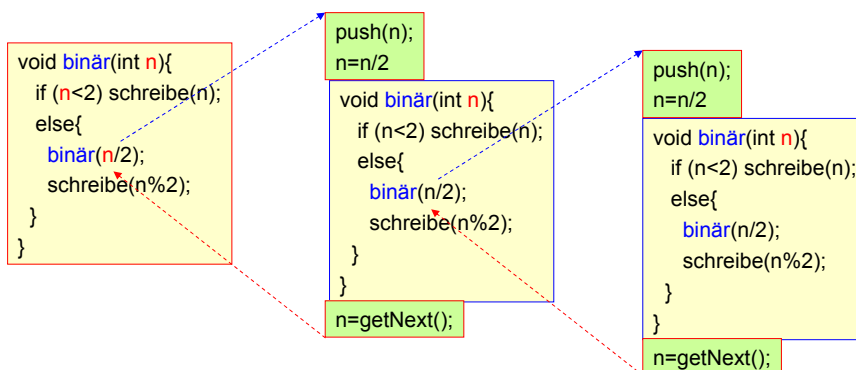 void binär(int n){
if (n<2) schreibe(n);
else{
binär(n/2);
schreibe(n%2);
}
}
push(n);
n=n/2
void binär(int n){
if (n<2) schreibe(n);
else{
binär(n/2);
schreibe(n%2);
}
}
n=getNext();
push(n);
n=n/2
void binär(int n){
if (n<2) schreibe(n);
else{
binär(n/2);
schreibe(n%2);
}
}
n=getNext();